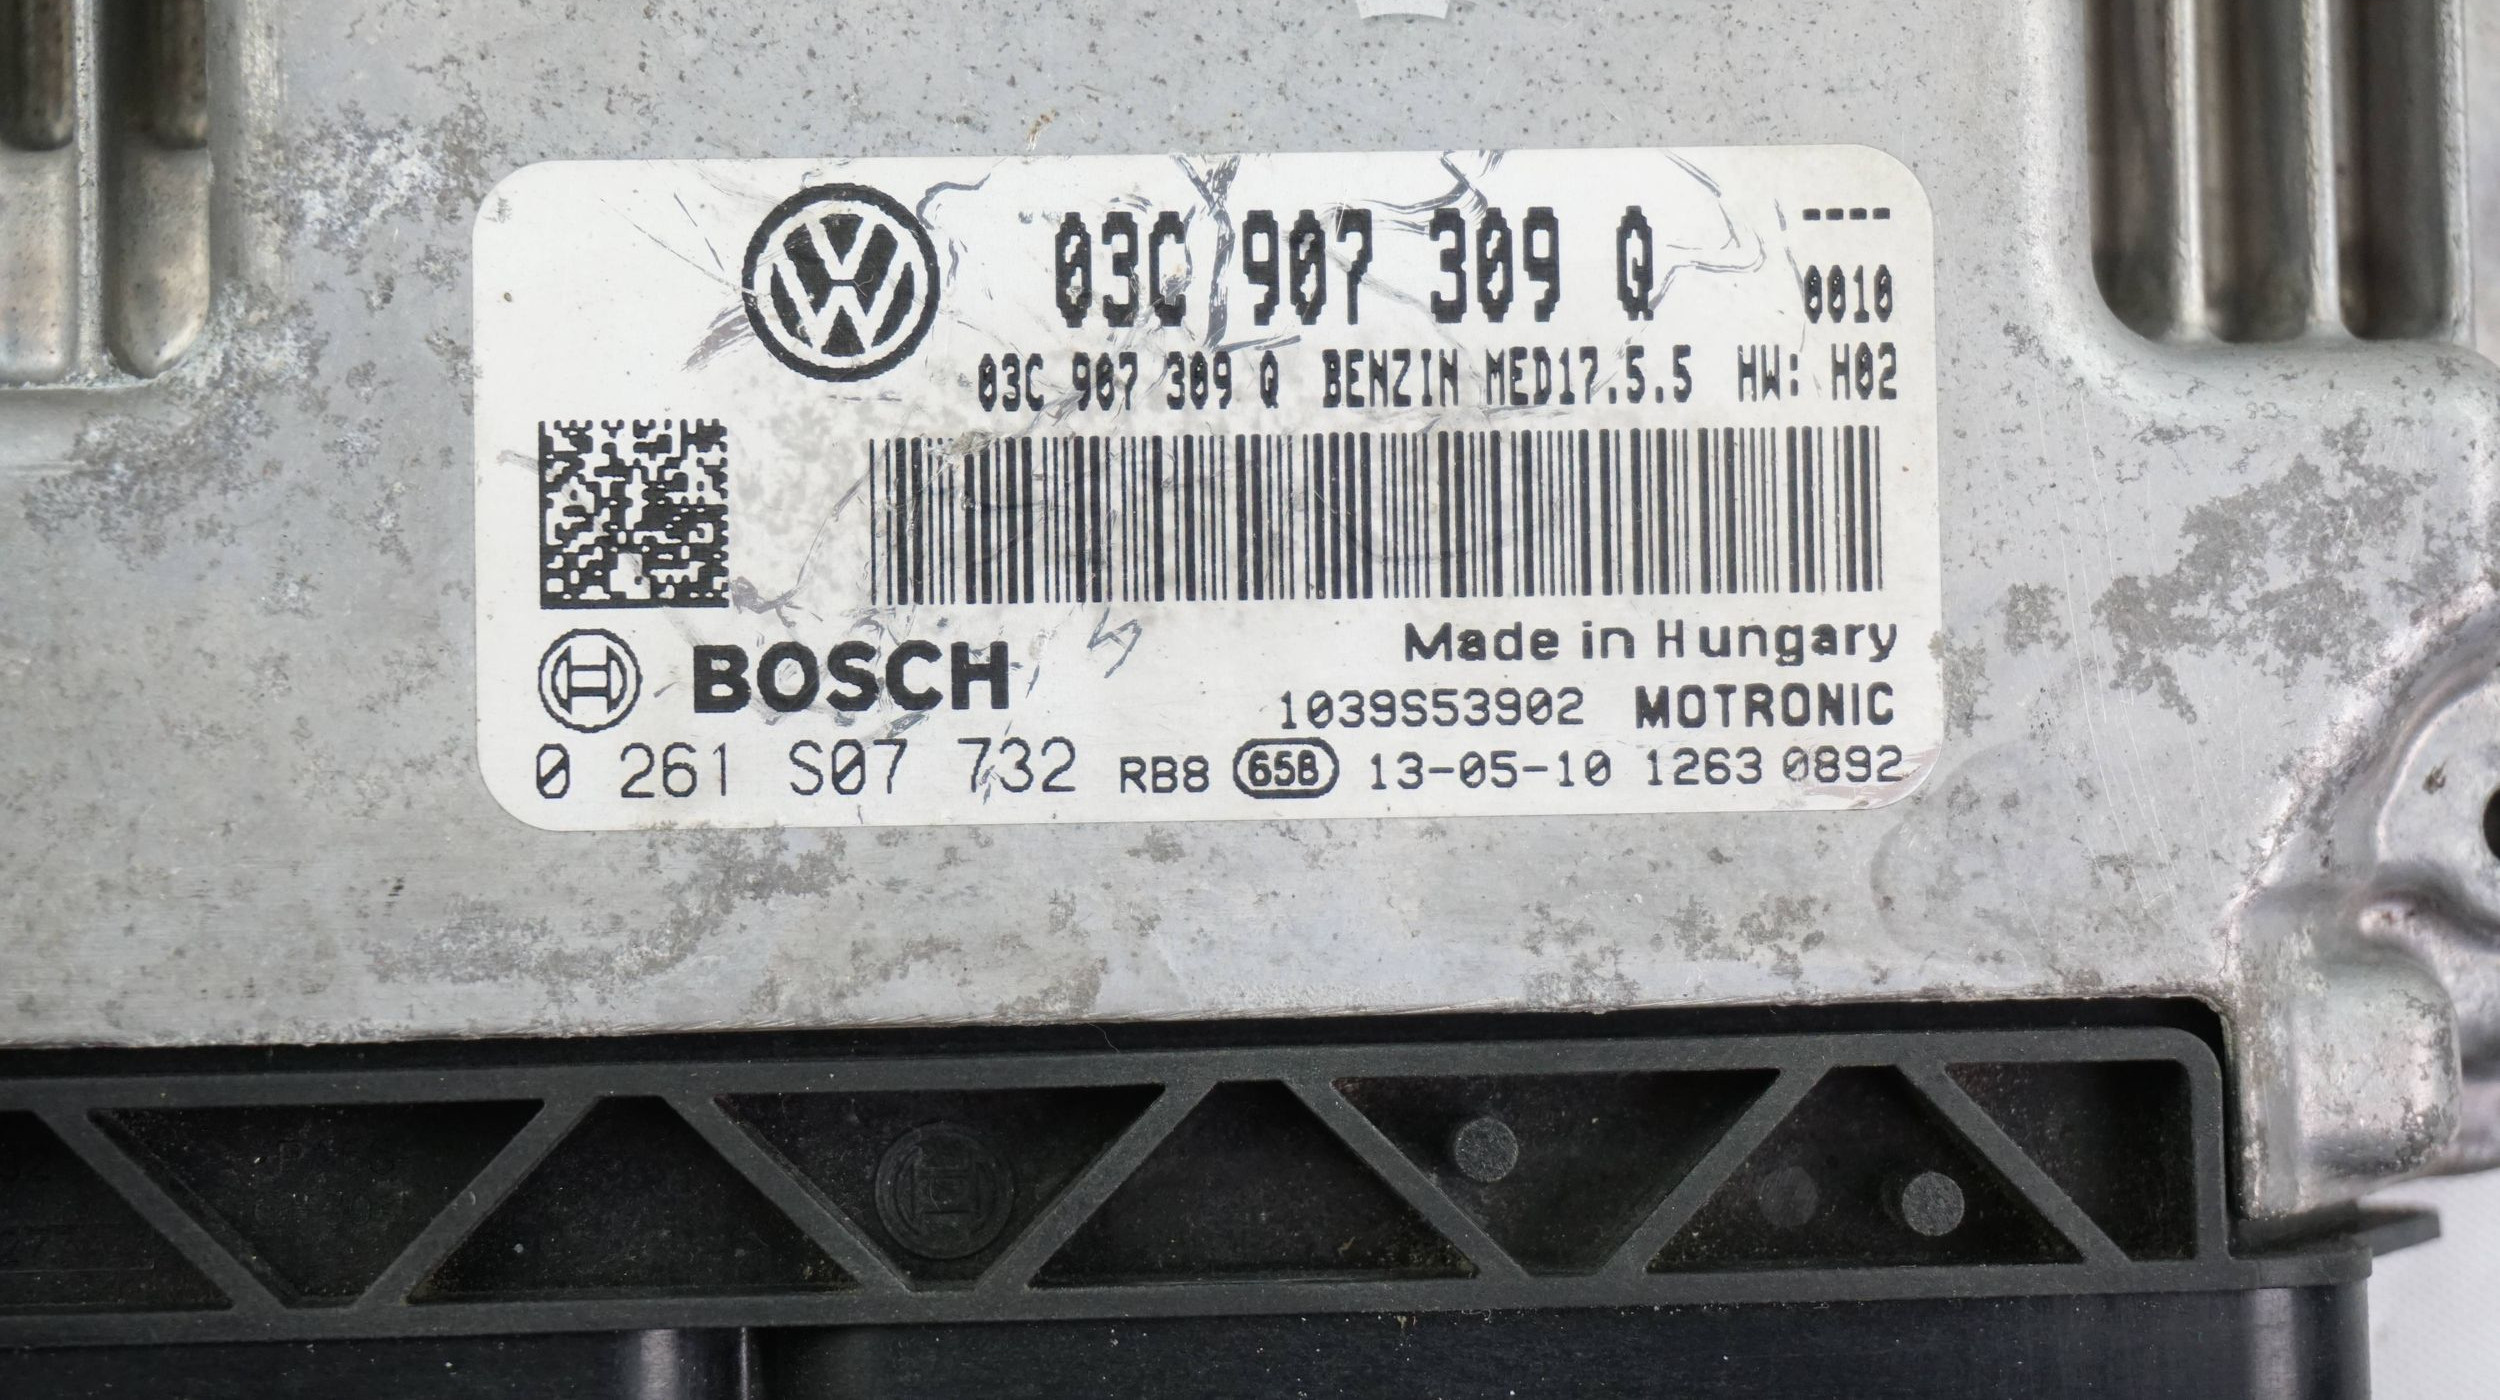 03C 907 309 Q ----
0010
03C 907 309 Q BENZIN MED17.5.5 HW: H02
BOSCH
Made in Hungary
1039S53902 MOTRONIC
0 261 S07 732 RB8 65B 13-05-10 1263 0892